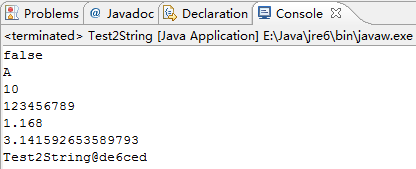 Problems @ Javadoc Declaration Console
<terminated> Test2String [Java Application] E:\Java\jre6\bin\javaw.exe
false
A
10
123456789
1.168
3.141592653589793
Test2String@de6ced